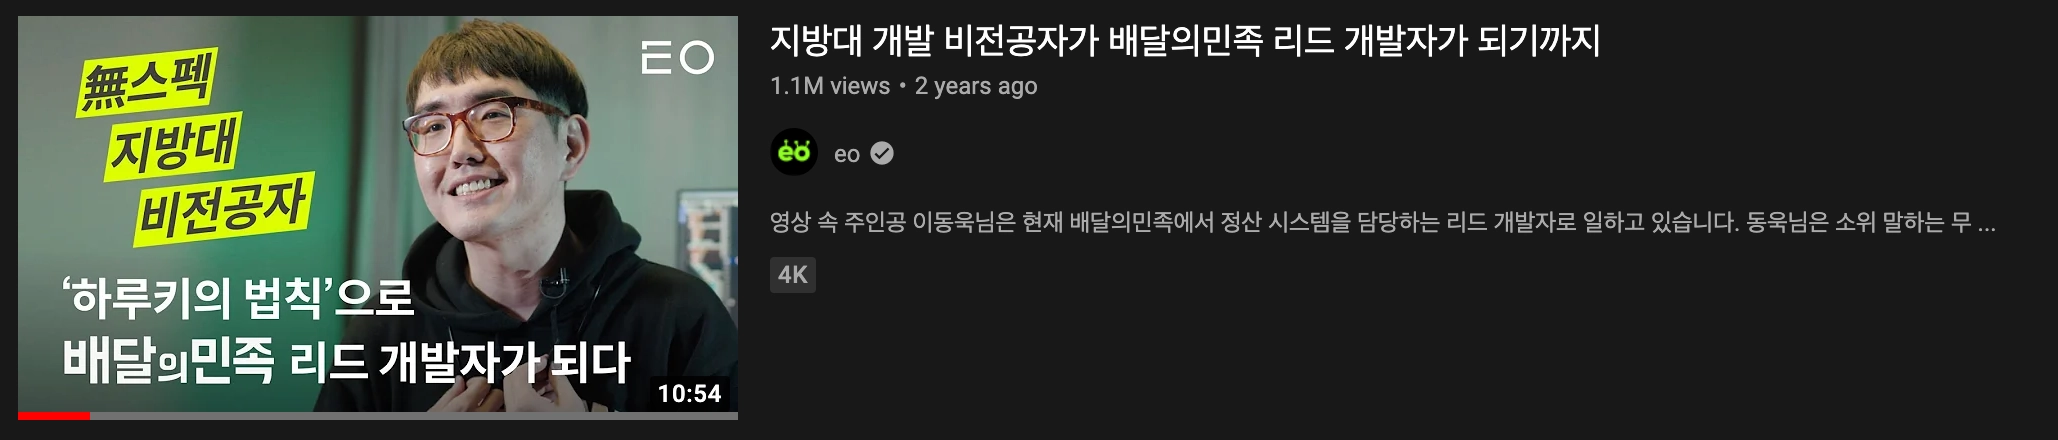 無스펙
지방대
비전공자
EO
‘하루키의 법칙’으로
배달의민족 리드 개발자가 되다
10:54
지방대 개발 비전공자가 배달의민족 리드 개발자가 되기까지
1.1M views • 2 years ago
eo
eo
영상 속 주인공 이동욱님은 현재 배달의민족에서 정산 시스템을 담당하는 리드 개발자로 일하고 있습니다. 동욱님은 소위 말하는 무 ...
4K